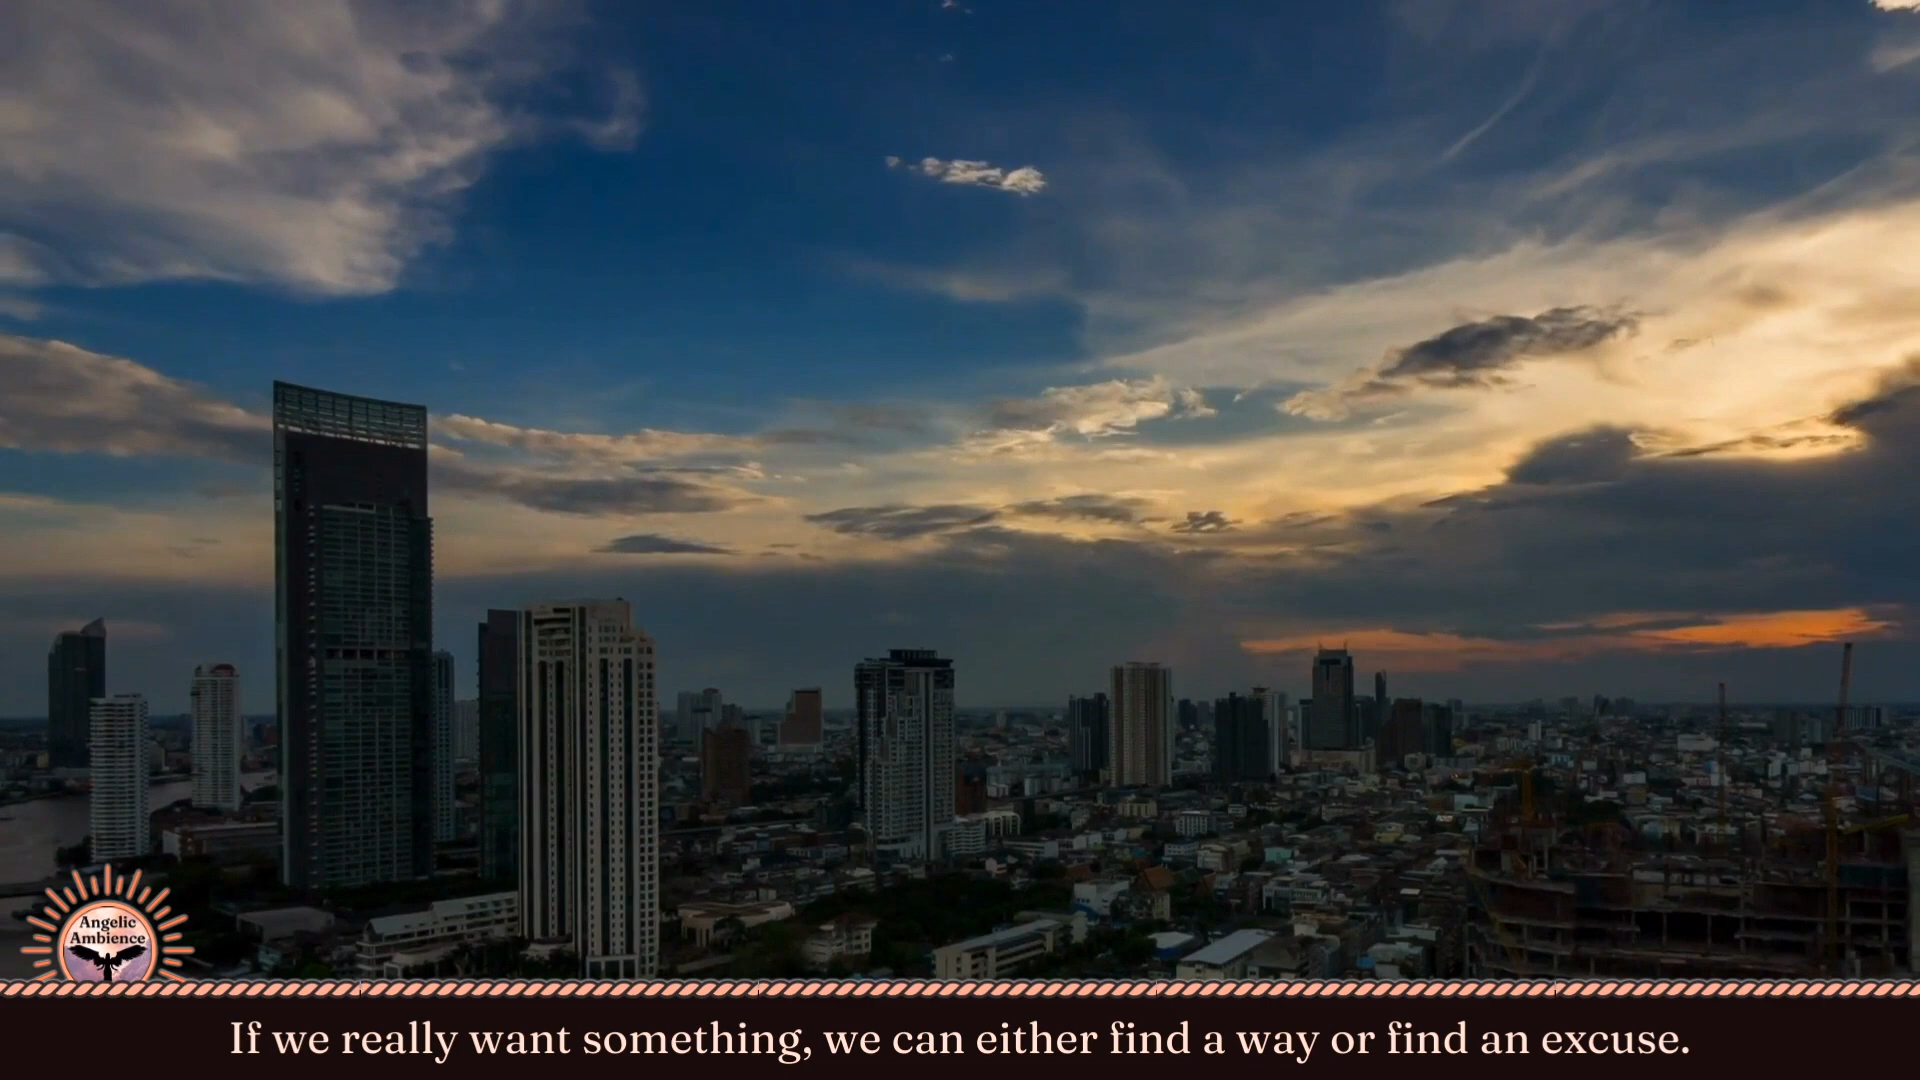 Angelic
Ambience
If we really want something, we can either find a way or find an excuse.